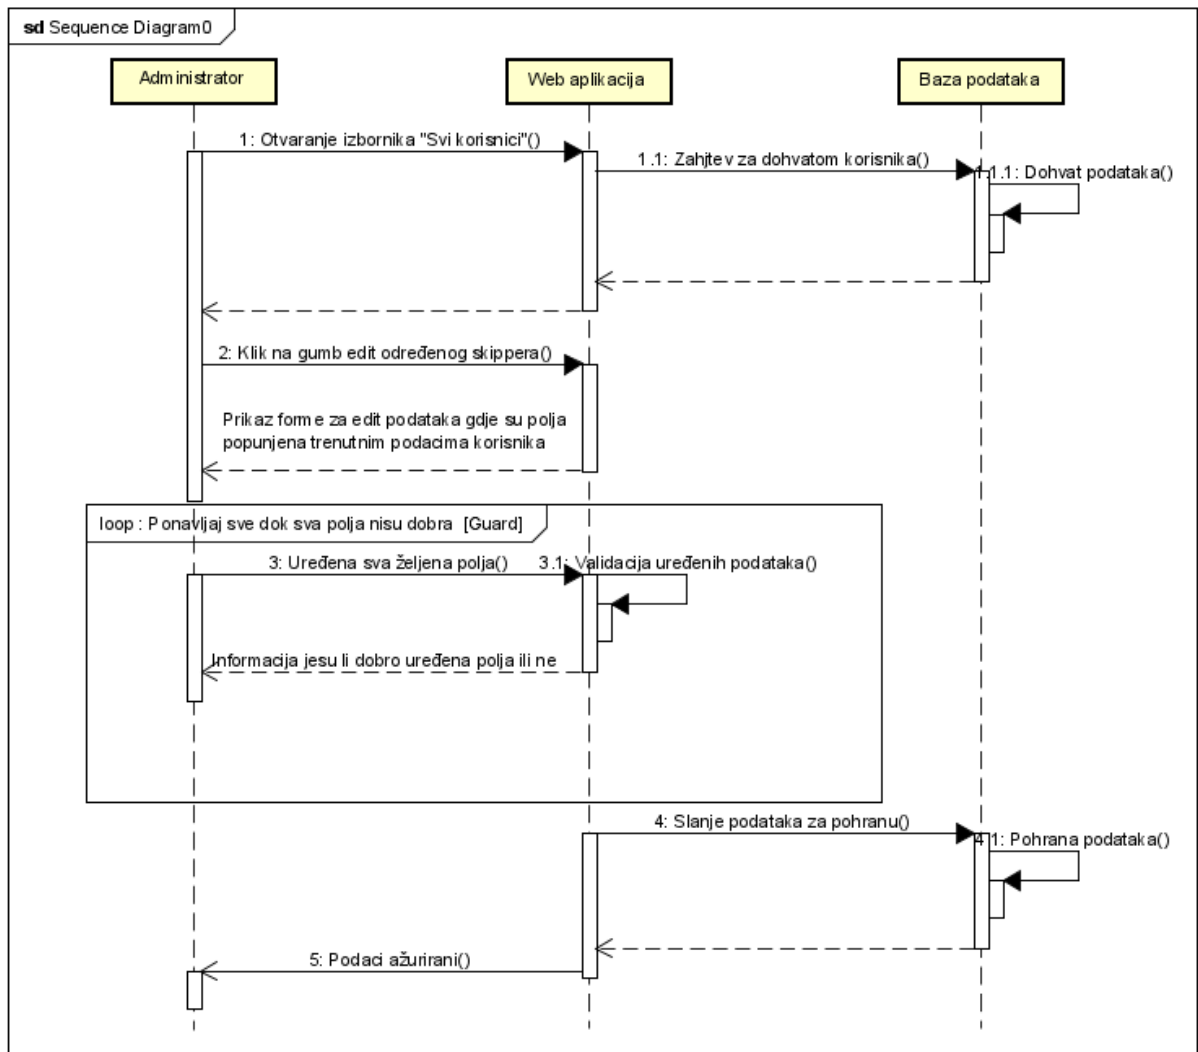 sd Sequence Diagram0
Administrator
Web aplikacija
Baza podataka
1: Otvaranje izbornika "Svi korisnici"()
1.1: Zahjtev za dohvatom korisnika()
1.1.1: Dohvat podataka()
2: Klik na gumb edit određenog skippera()
Prikaz forme za edit podataka gdje su polja
popunjena trenutnim podacima korisnika
loop : Ponavljaj sve dok sva polja nisu dobra [Guard]
3: Uređena sva željena polja()
3.1: Validacija uređenih podataka()
Informacija jesu li dobro uređena polja ili ne
4: Slanje podataka za pohranu()
4.1: Pohrana podataka()
5: Podaci ažurirani()